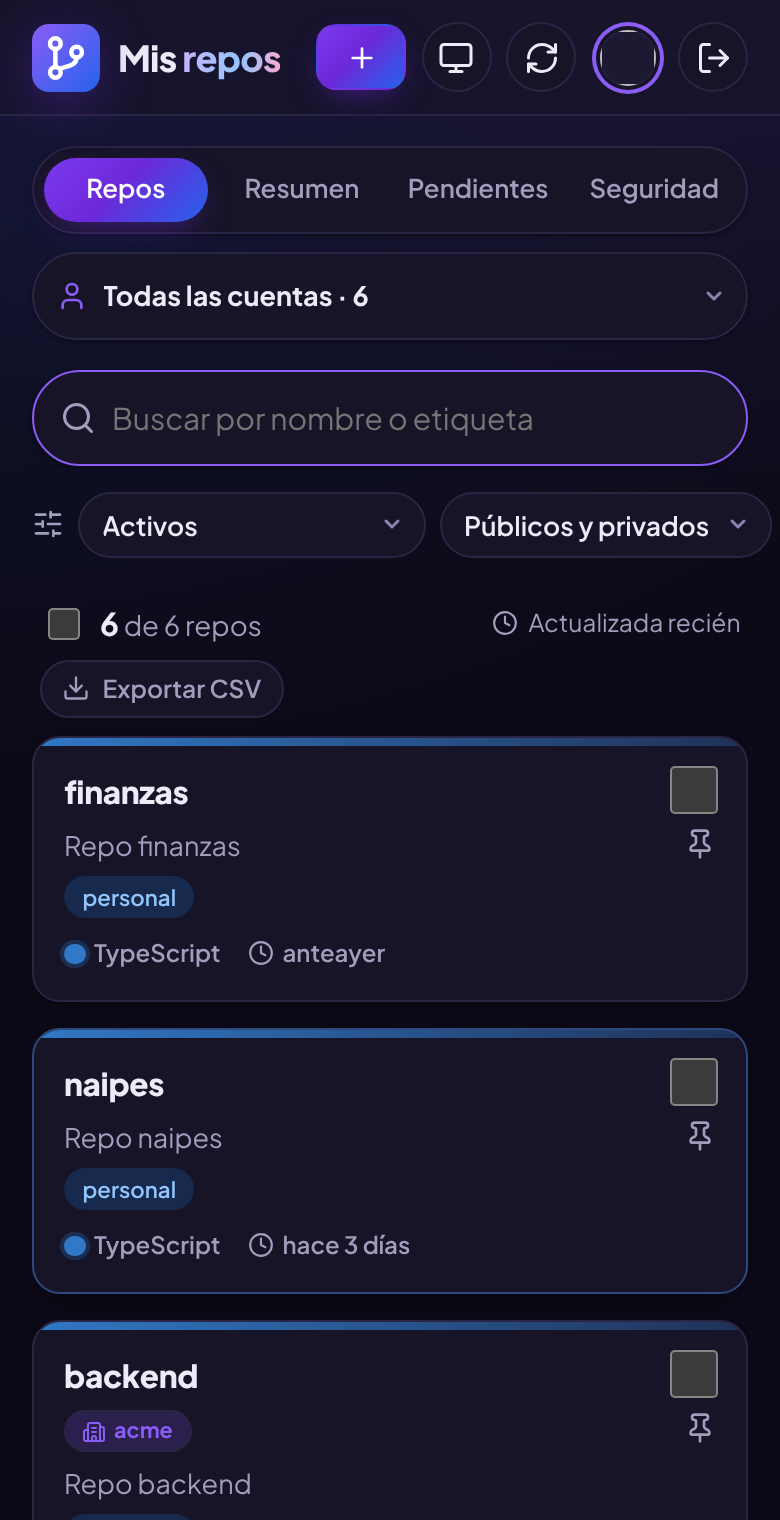 Mis repos
Repos Resumen Pendientes Seguridad
Todas las cuentas · 6
Buscar por nombre o etiqueta
Activos Públicos y privados
6 de 6 repos Actualizada recién
Exportar CSV
finanzas
Repo finanzas
personal
TypeScript anteayer
naipes
Repo naipes
personal
TypeScript hace 3 días
backend
acme
Repo backend